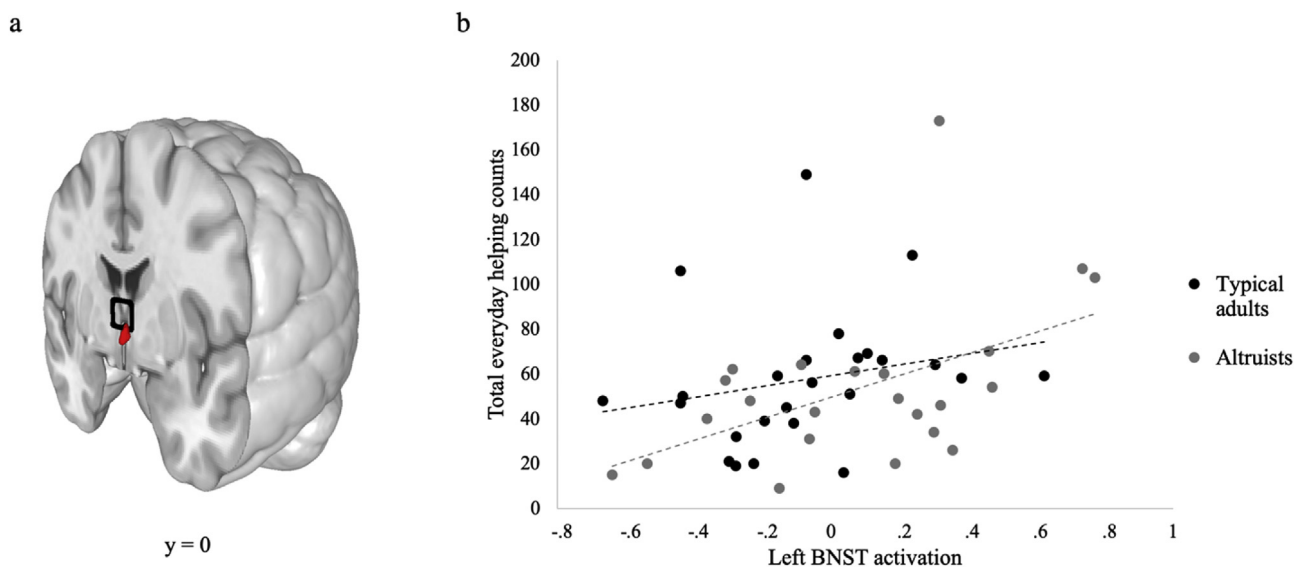 a
b
y = 0
Total everyday helping counts
200
180
160
140
120
100
80
60
40
20
0
-.8
-.6
-.4
-.2
0
.2
.4
.6
.8
1
Left BNST activation
Typical
adults
Altruists